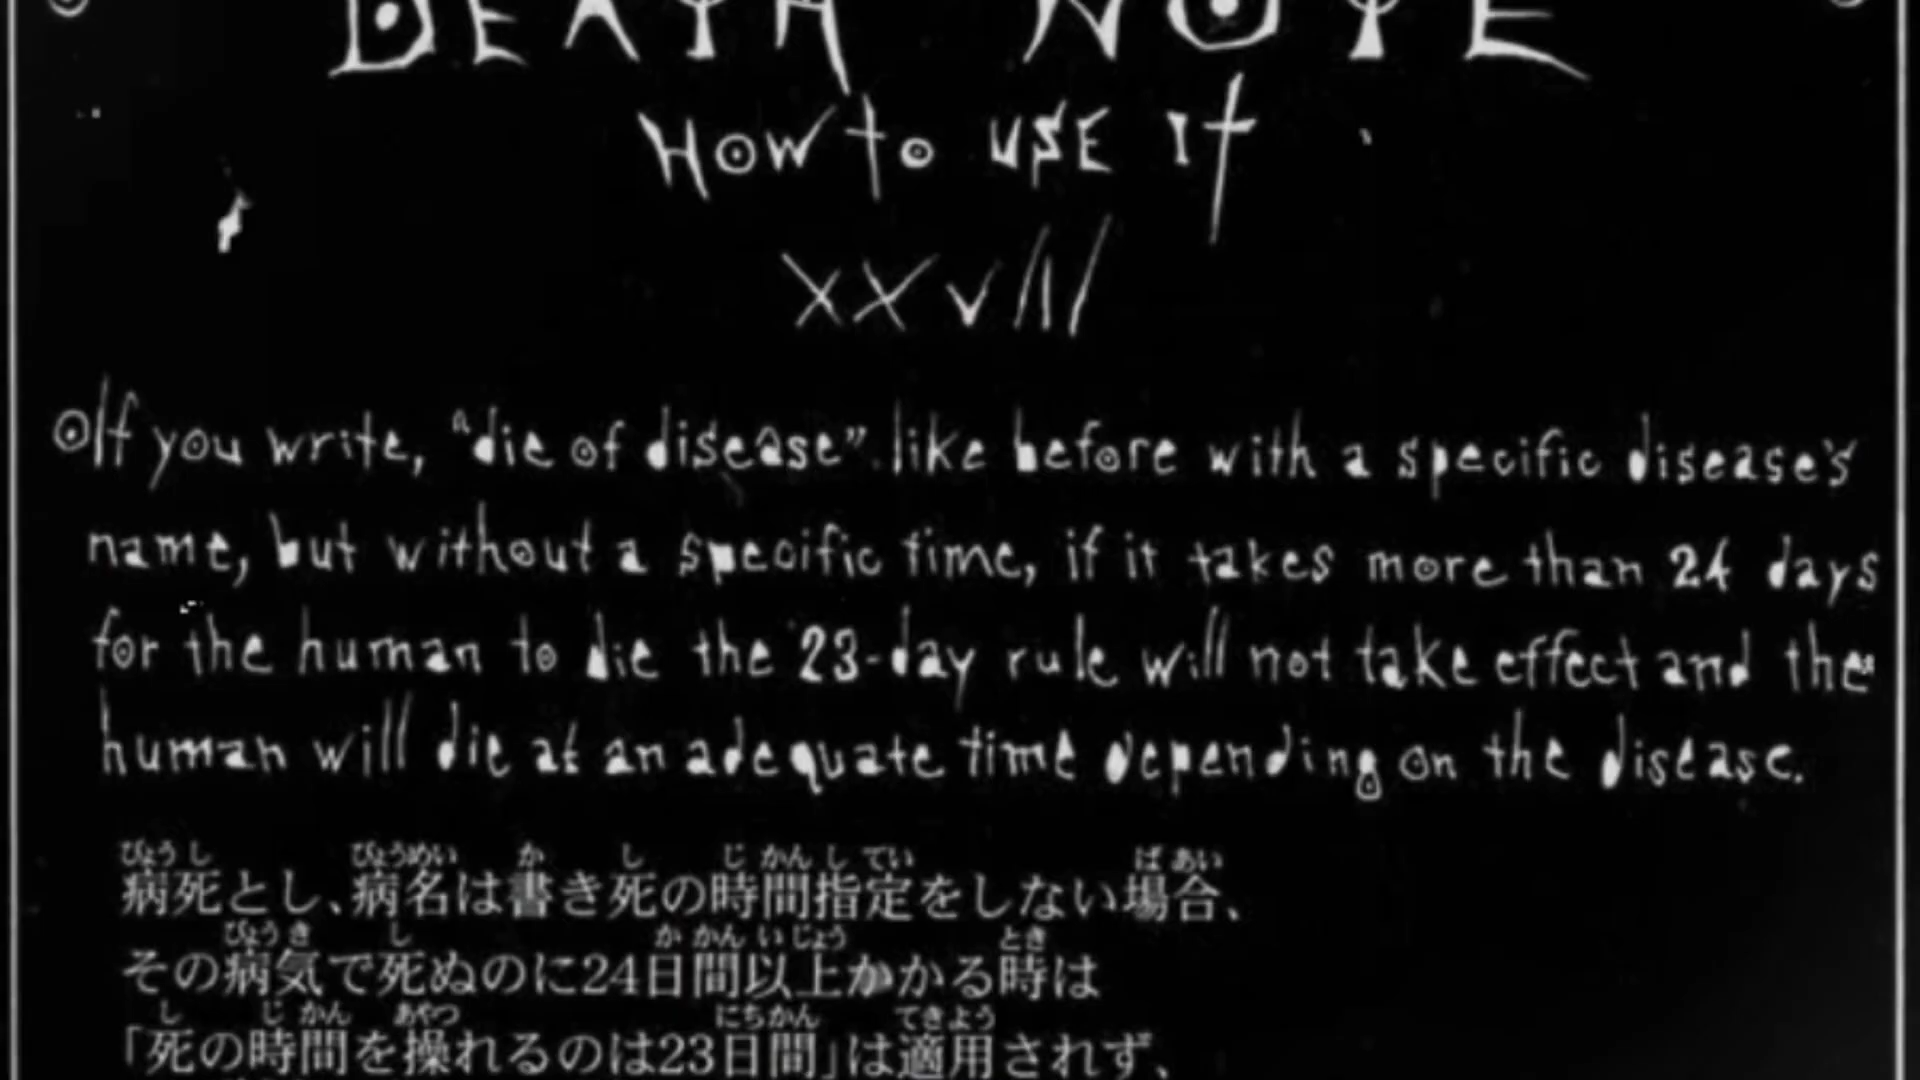 DEATH NOTE
How to use it
XXVIII
If you write, "die of disease" like before with a specific disease's
name, but without a specific time, if it takes more than 24 days
for the human to die the 23-day rule will not take effect and the
human will die at an adequate time depending on the disease.
びょう し びょうめい か し じ かん し てい ば あい
病死とし、病名は書き死の時間指定をしない場合、
びょう き し か かん い じょう とき
その病気で死ぬのに24日間以上かかる時は
し じ かん あやつ にちかん てきよう
「死の時間を操れるのは23日間」は適用されず、